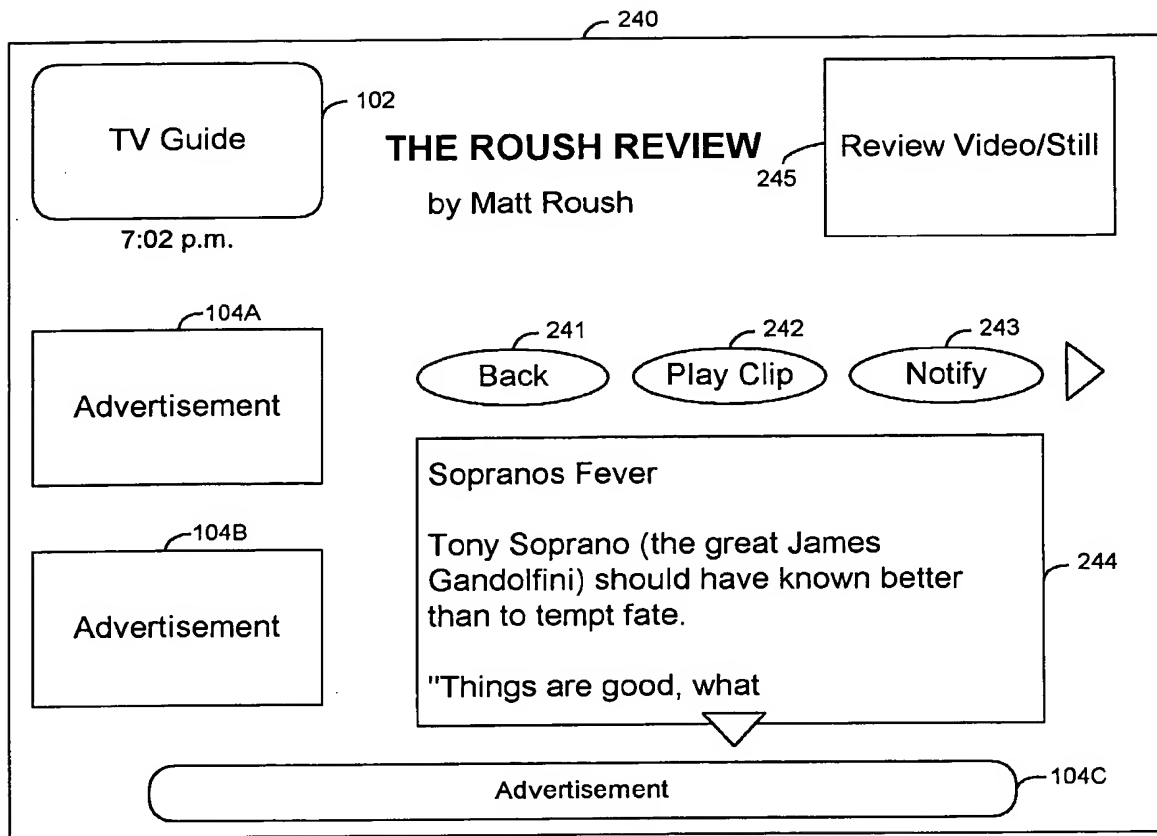 240
TV Guide
102
7:02 p.m.
THE ROUSH REVIEW
by Matt Roush
245
Review Video/Still
104A
Advertisement
104B
Advertisement
241
Back
242
Play Clip
243
Notify
Sopranos Fever
Tony Soprano (the great James
Gandolfini) should have known better
than to tempt fate.
"Things are good, what
244
Advertisement
104C